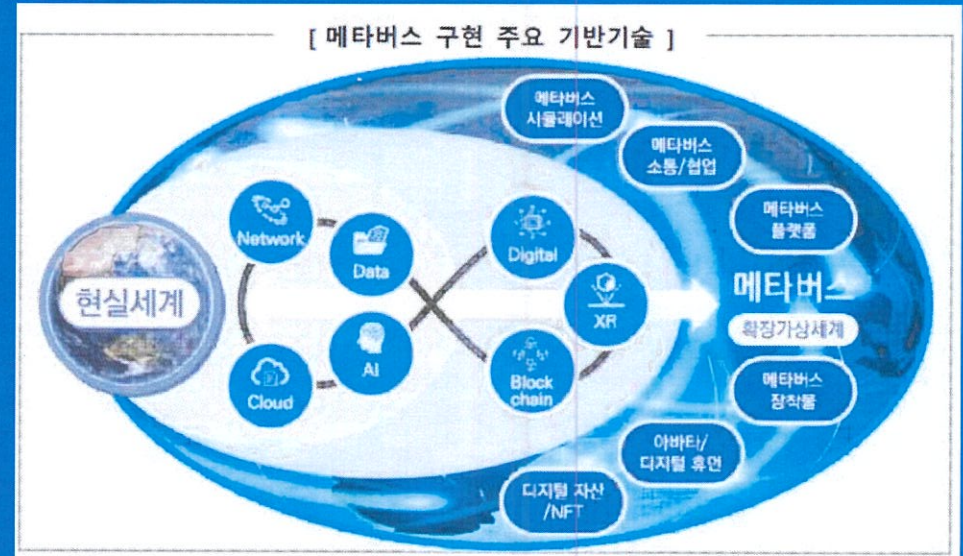 [ 메타버스 구현 주요 기반기술 ]
메타버스
시뮬레이션
메타버스
소통/협업
메타버스
플랫폼
Network
Data
Digital
현실세계
XR
메타버스
확장가상세계
AI
Cloud
Block
chain
메타버스
장착물
아바타/
디지털 휴먼
디지털 자산
/NFT